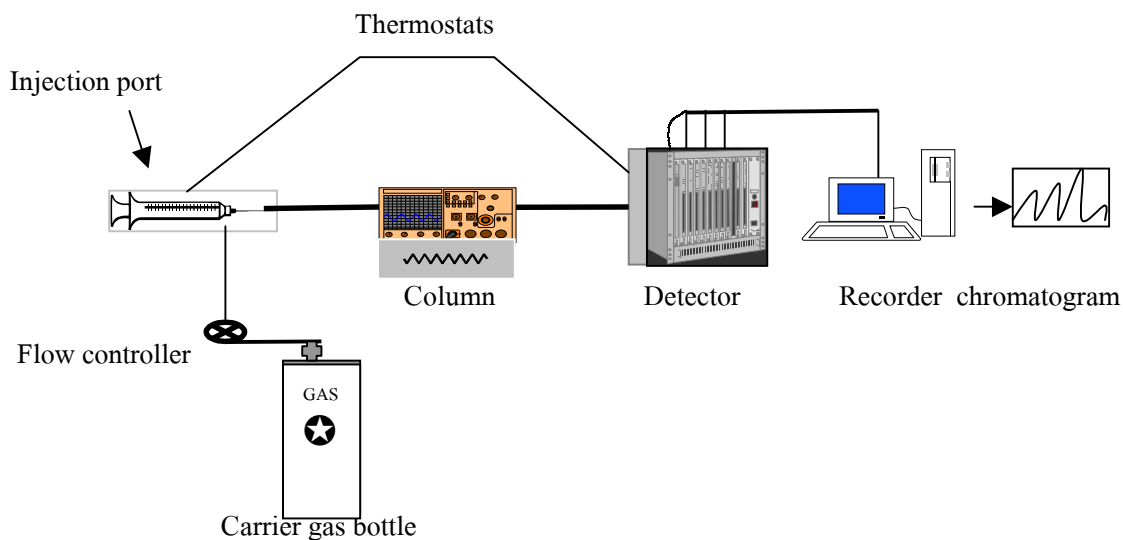 Thermostats
Injection port
Column
Detector
Recorder chromatogram
Flow controller
GAS
Carrier gas bottle